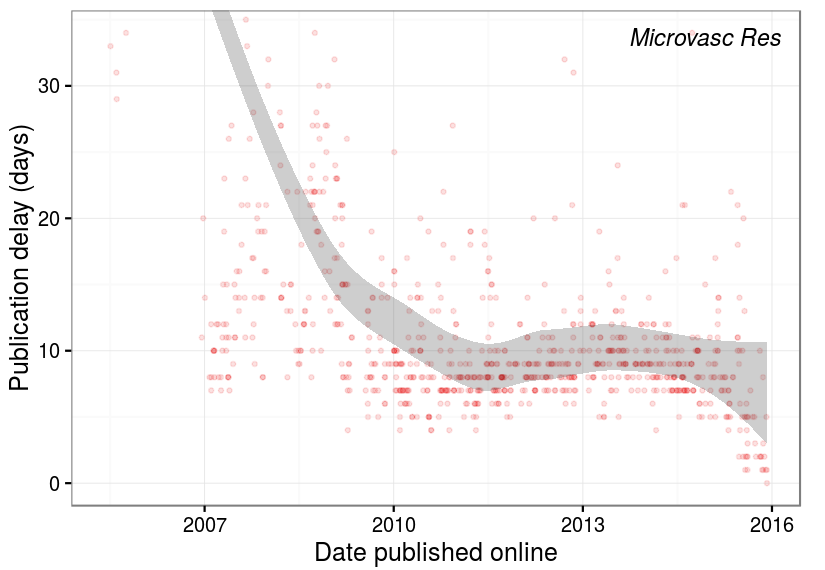 Microvasc Res
Publication delay (days)
30
20
10
0
2007 2010 2013 2016
Date published online